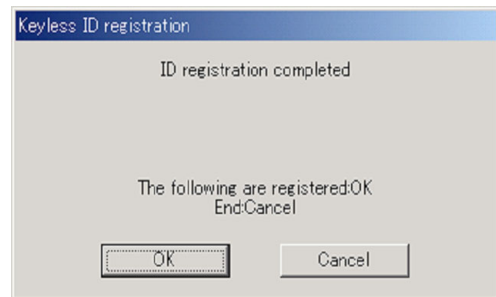 Keyless ID registration
ID registration completed
The following are registered:OK
End:Cancel
OK
Cancel